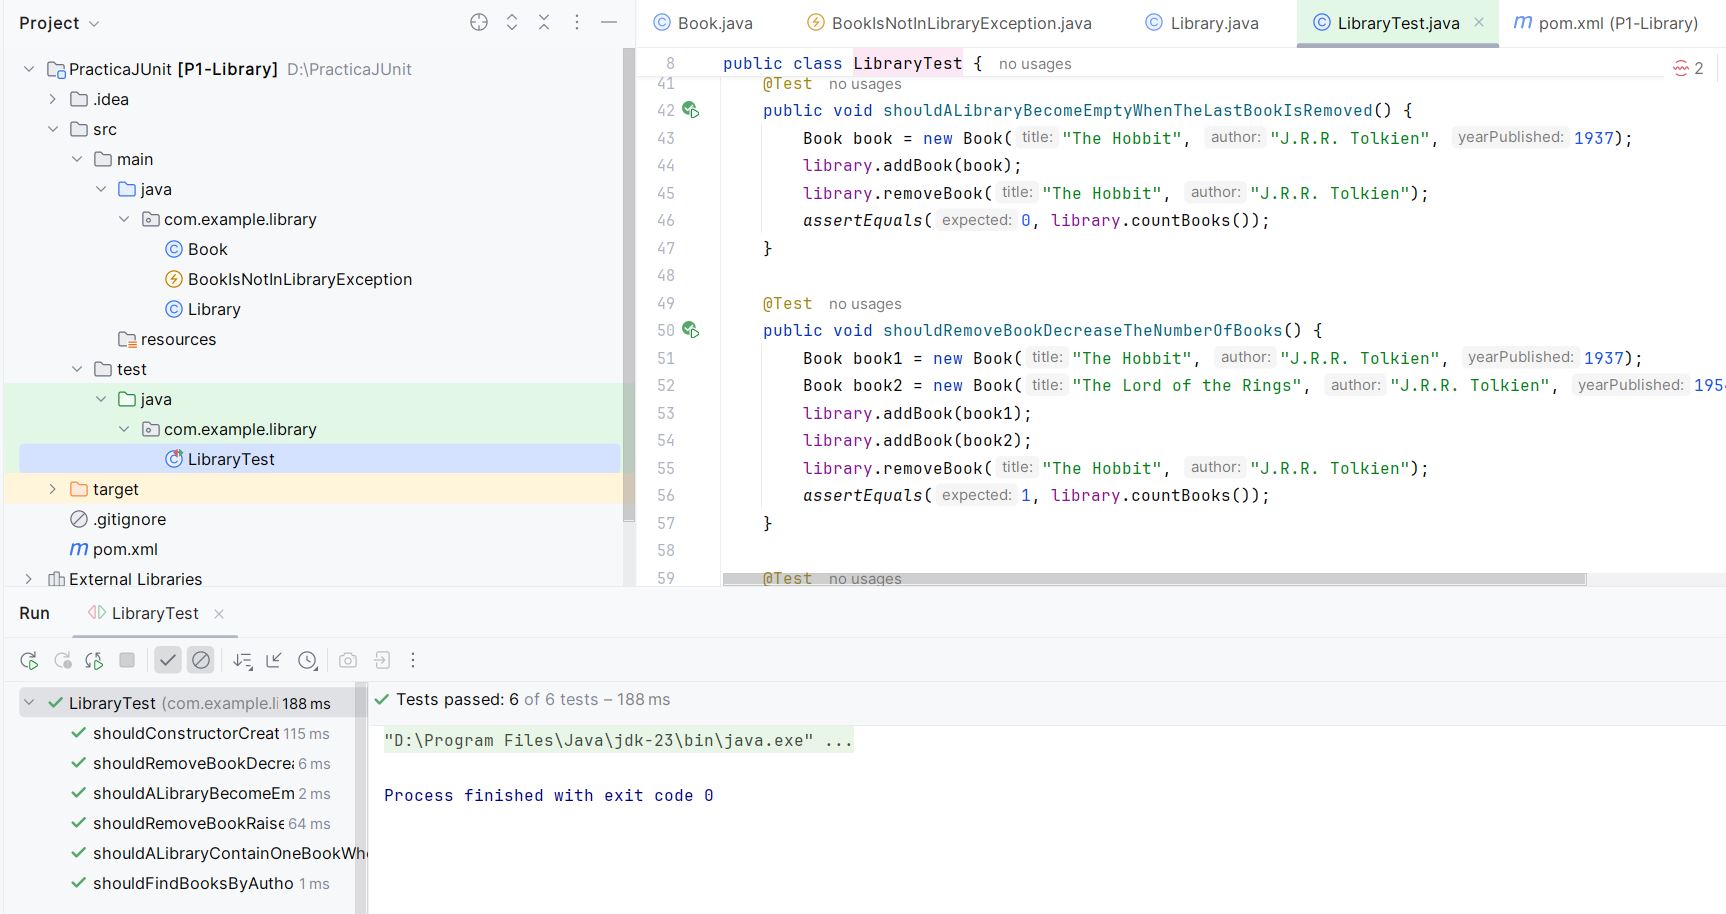 Project
PracticaJUnit [P1-Library] D:\PracticaJUnit
.idea
src
main
java
com.example.library
Book
BookIsNotInLibraryException
Library
resources
test
java
com.example.library
LibraryTest
target
.gitignore
pom.xml
External Libraries
Book.java BookIsNotInLibraryException.java Library.java LibraryTest.java pom.xml (P1-Library)
8 public class LibraryTest { no usages 2
41 @Test no usages
42 public void shouldALibraryBecomeEmptyWhenTheLastBookIsRemoved() {
43 Book book = new Book( title: "The Hobbit", author: "J.R.R. Tolkien", yearPublished: 1937);
44 library.addBook(book);
45 library.removeBook( title: "The Hobbit", author: "J.R.R. Tolkien");
46 assertEquals( expected: 0, library.countBooks());
47 }
48
49 @Test no usages
50 public void shouldRemoveBookDecreaseTheNumberOfBooks() {
51 Book book1 = new Book( title: "The Hobbit", author: "J.R.R. Tolkien", yearPublished: 1937);
52 Book book2 = new Book( title: "The Lord of the Rings", author: "J.R.R. Tolkien", yearPublished: 195
53 library.addBook(book1);
54 library.addBook(book2);
55 library.removeBook( title: "The Hobbit", author: "J.R.R. Tolkien");
56 assertEquals( expected: 1, library.countBooks());
57 }
58
59 @Test no usages
Run LibraryTest
LibraryTest (com.example.li 188 ms
shouldConstructorCreat 115 ms
shouldRemoveBookDecrea 6 ms
shouldALibraryBecomeEm 2 ms
shouldRemoveBookRaise 64 ms
shouldALibraryContainOneBookWh
shouldFindBooksByAutho 1 ms
Tests passed: 6 of 6 tests – 188 ms
"D:\Program Files\Java\jdk-23\bin\java.exe" ...
Process finished with exit code 0